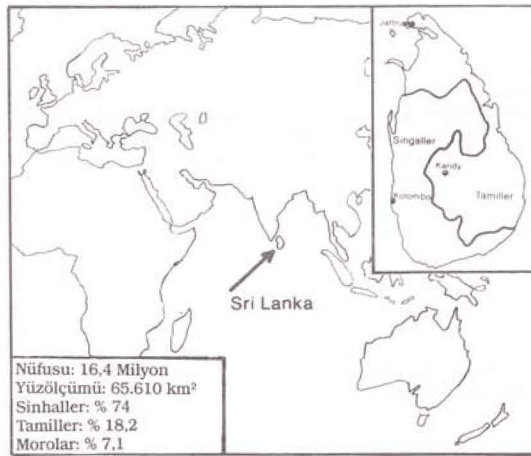 Jaffna
Singaller
Kandy
Kolombo
Tamiller
Sri Lanka
Nüfusu: 16,4 Milyon
Yüzölçümü: 65.610 km²
Sinhaller: % 74
Tamiller: % 18,2
Morolar: % 7,1